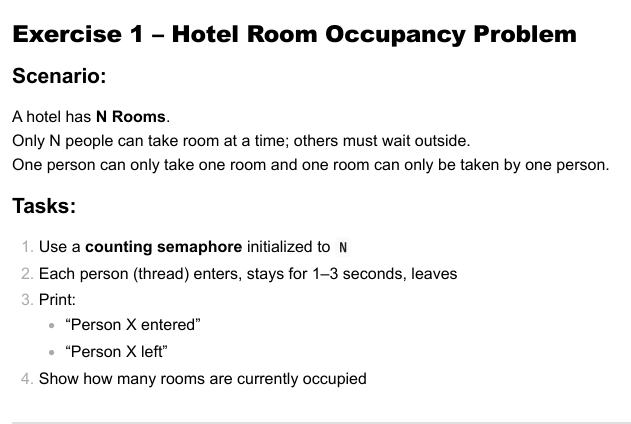 Exercise 1 – Hotel Room Occupancy Problem
Scenario:
A hotel has N Rooms.
Only N people can take room at a time; others must wait outside.
One person can only take one room and one room can only be taken by one person.
Tasks:
1. Use a counting semaphore initialized to N
2. Each person (thread) enters, stays for 1–3 seconds, leaves
3. Print:
• “Person X entered”
• “Person X left”
4. Show how many rooms are currently occupied